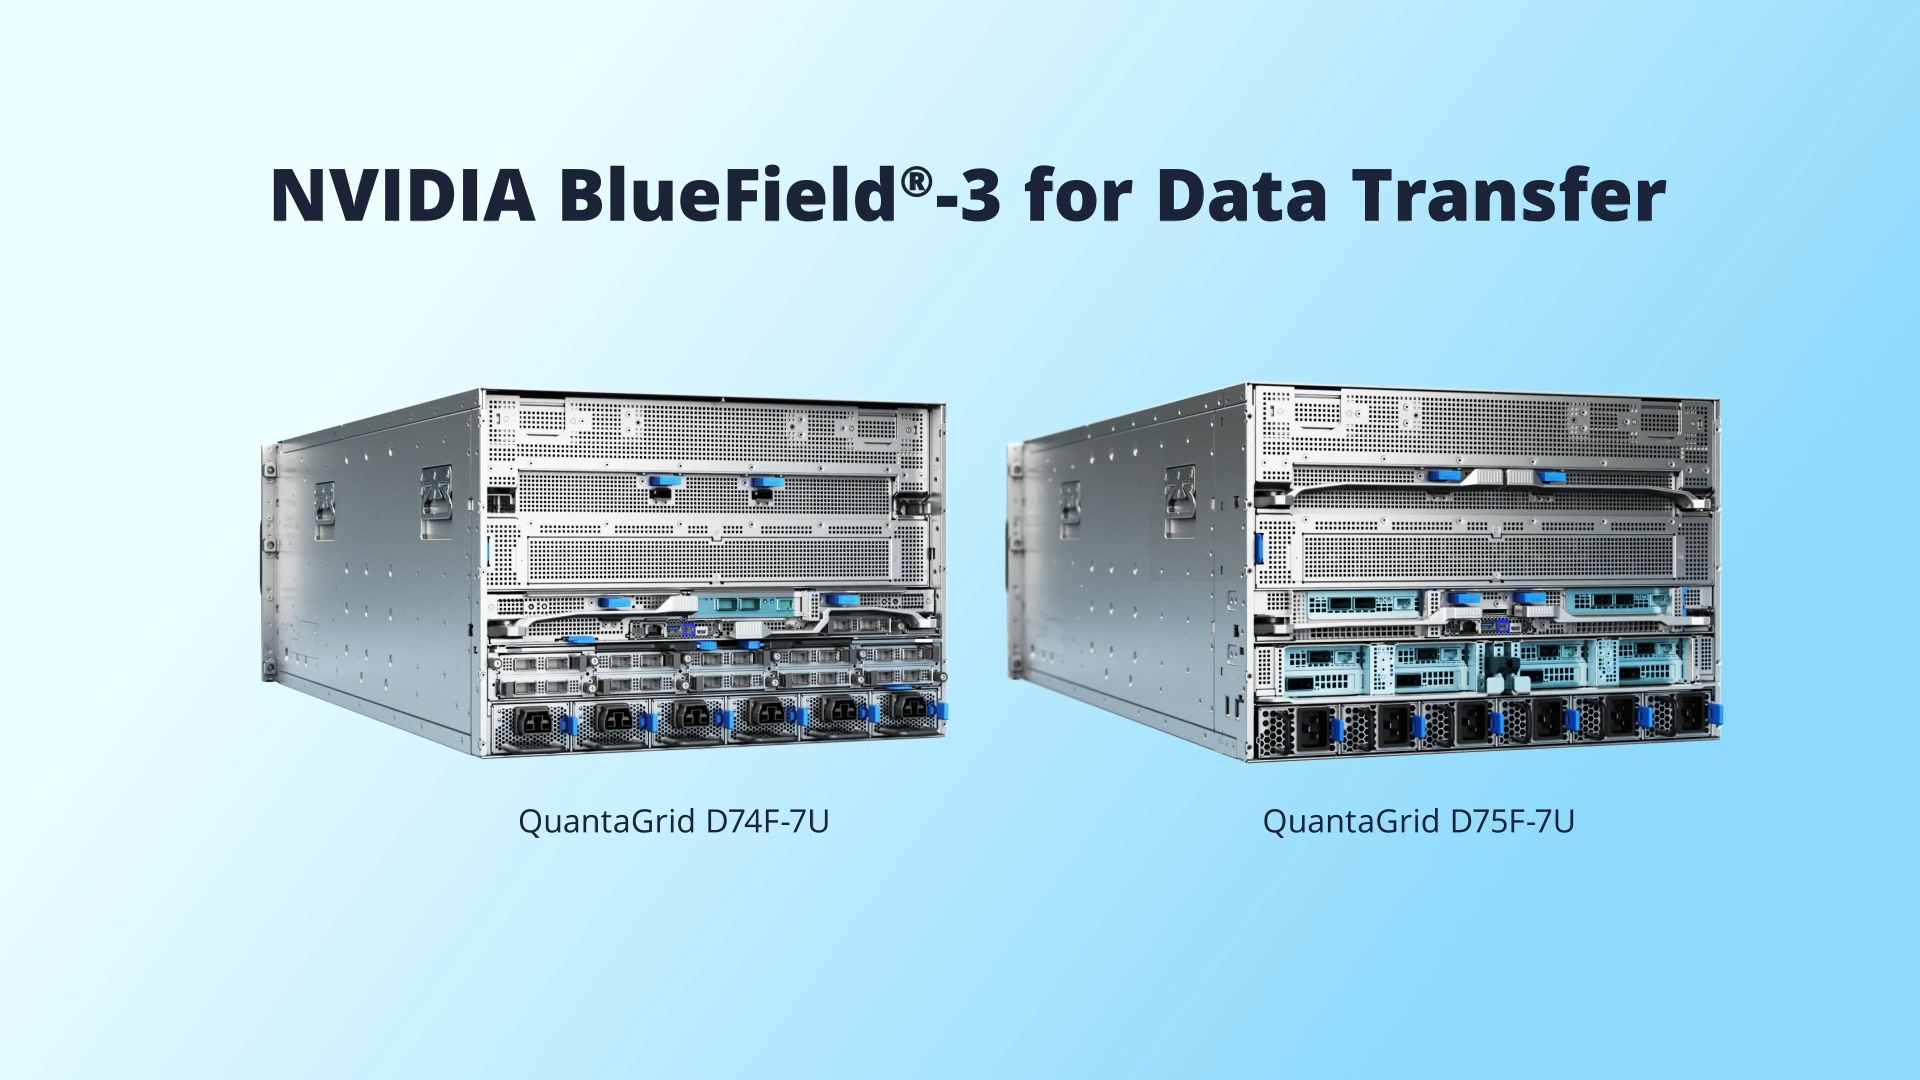 NVIDIA BlueField®-3 for Data Transfer
QuantaGrid D74F-7U
QuantaGrid D75F-7U